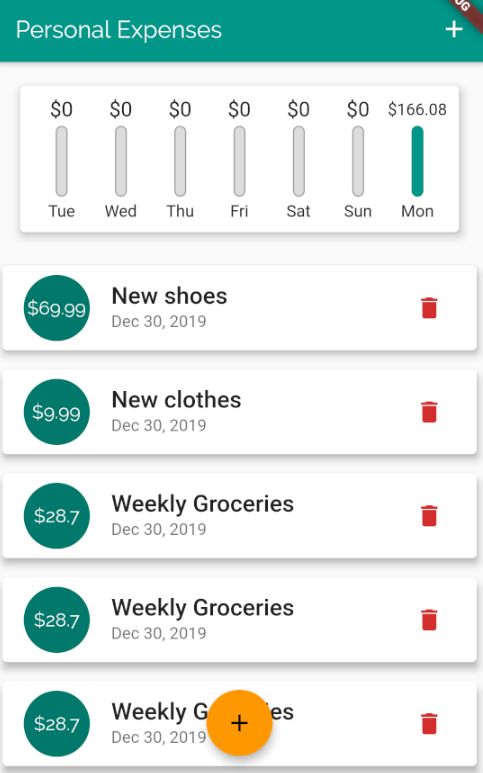 Personal Expenses
UG
$0 $0 $0 $0 $0 $0 $166.08
Tue Wed Thu Fri Sat Sun Mon
$69.99
New shoes
Dec 30, 2019
$9.99
New clothes
Dec 30, 2019
$28.7
Weekly Groceries
Dec 30, 2019
$28.7
Weekly Groceries
Dec 30, 2019
$28.7
Weekly G es
Dec 30, 2019